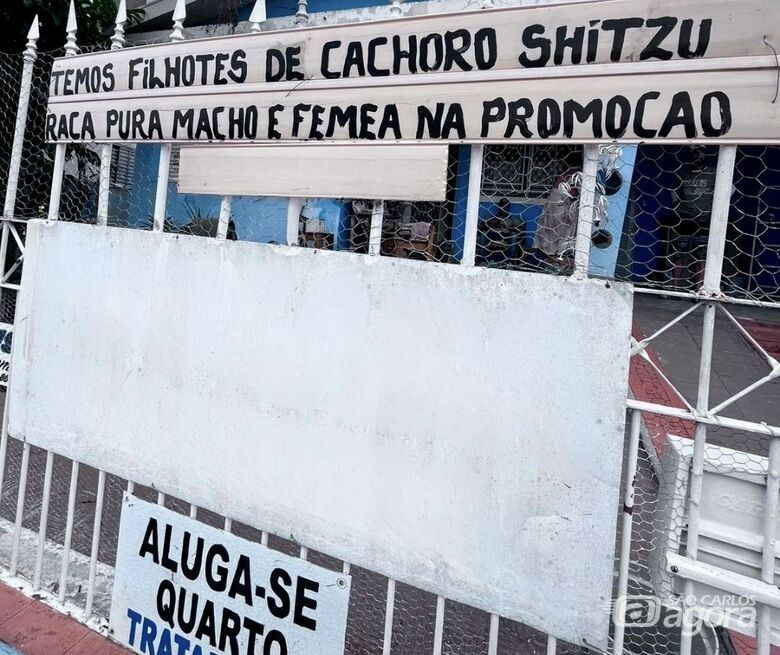 TEMOS FILHOTES DE CACHORO SHITZU
RACA PURA MACHO E FEMEA NA PROMOCAO
ALUGA-SE
QUARTO
SÃO CARLOS
agora